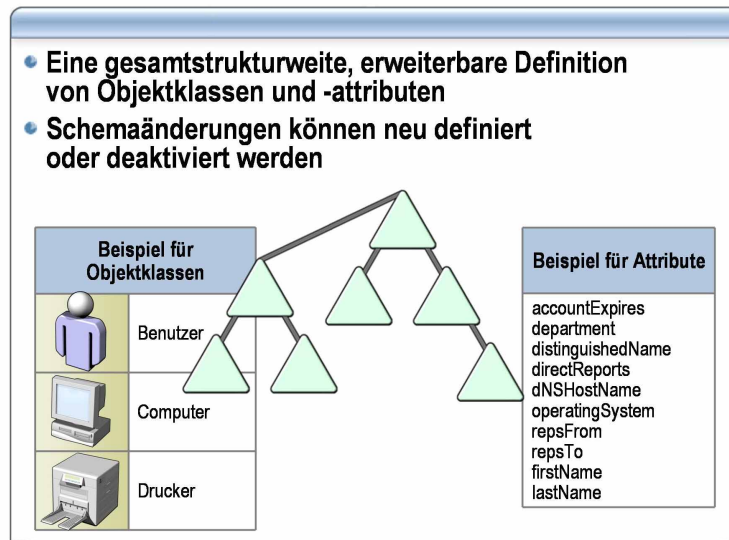 Eine gesamtstrukturweite, erweiterbare Definition
von Objektklassen und -attributen
Schemaänderungen können neu definiert
oder deaktiviert werden
Beispiel für
Objektklassen
Benutzer
Computer
Drucker
Beispiel für Attribute
accountExpires
department
distinguishedName
directReports
dNSHostName
operatingSystem
repsFrom
repsTo
firstName
lastName